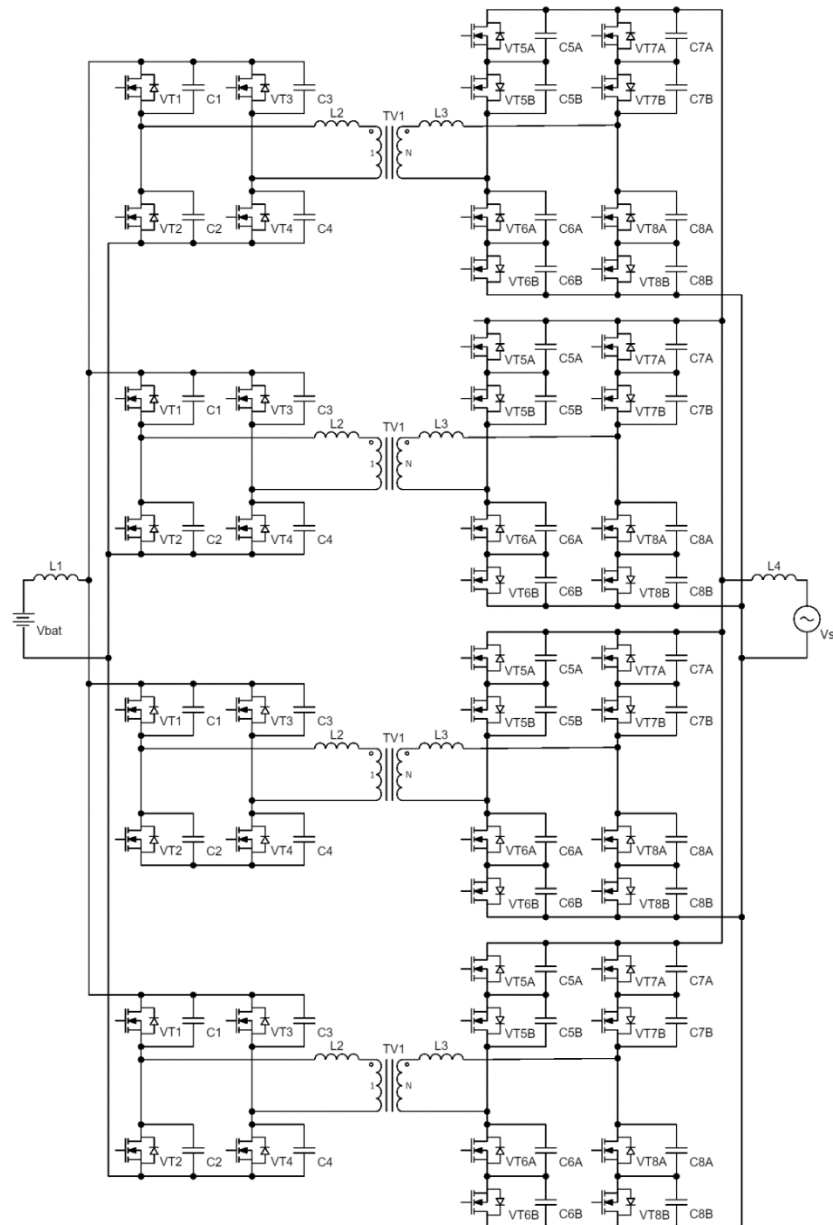 VT5A C5A VT7A C7A
VT1 C1 VT3 C3 VT5B C5B VT7B C7B
L2 TV1 L3
1 N
VT2 C2 VT4 C4 VT6A C6A VT8A C8A
VT6B C6B VT8B C8B
VT5A C5A VT7A C7A
VT1 C1 VT3 C3 VT5B C5B VT7B C7B
L2 TV1 L3
1 N
VT2 C2 VT4 C4 VT6A C6A VT8A C8A
L1 VT6B C6B VT8B C8B L4
Vbat Vs
VT5A C5A VT7A C7A
VT1 C1 VT3 C3 VT5B C5B VT7B C7B
L2 TV1 L3
1 N
VT2 C2 VT4 C4 VT6A C6A VT8A C8A
VT6B C6B VT8B C8B
VT5A C5A VT7A C7A
VT1 C1 VT3 C3 VT5B C5B VT7B C7B
L2 TV1 L3
1 N
VT2 C2 VT4 C4 VT6A C6A VT8A C8A
VT6B C6B VT8B C8B